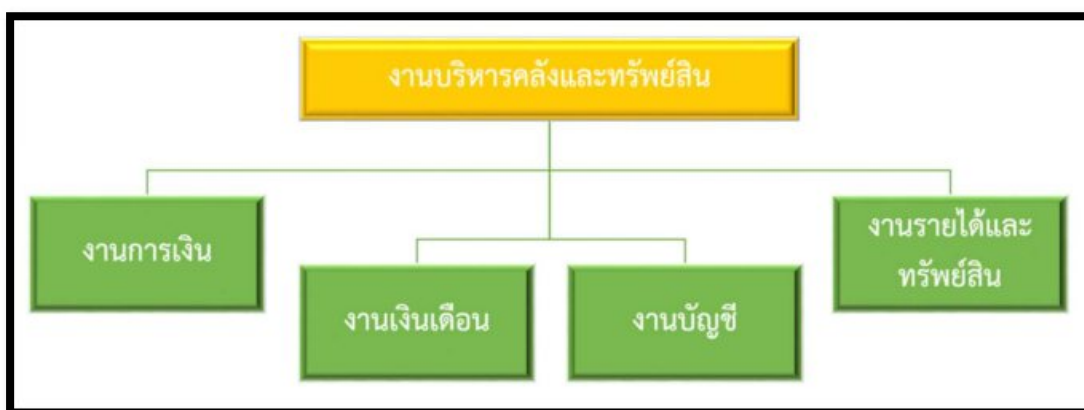 งานบริหารคลังและทรัพย์สิน
งานการเงิน
งานเงินเดือน
งานบัญชี
งานรายได้และ
ทรัพย์สิน